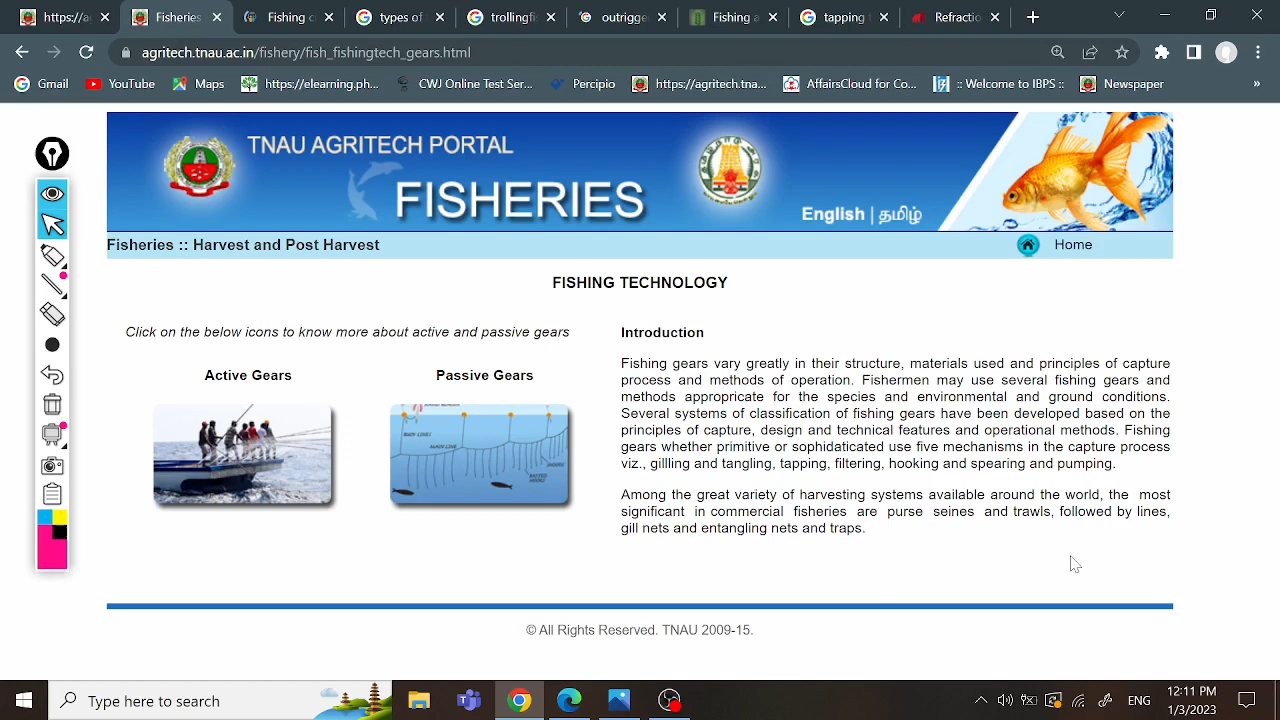 https://a
Fisheries
Fishing c
types of
trollingfi
outrigge
Fishing a
tapping t
Refractio
agritech.tnau.ac.in/fishery/fish_fishingtech_gears.html
Gmail
YouTube
Maps
https://elearning.ph...
CWJ Online Test Ser...
Percipio
https://agritech.tna...
AffairsCloud for Co...
:: Welcome to IBPS ::
Newspaper
»
TNAU AGRITECH PORTAL
FISHERIES
English | தமிழ்
Fisheries :: Harvest and Post Harvest
Home
FISHING TECHNOLOGY
Click on the below icons to know more about active and passive gears
Active Gears
Passive Gears
MAIN LINE
Introduction
Fishing gears vary greatly in their structure, materials used and principles of capture
process and methods of operation. Fishermen may use several fishing gears and
methods appropricate for the species and environmental and ground conditions.
Several systems of classification of fishing gears have been developed based on the
principles of capture, design and technical features and operational methods. Fishing
gears whether primitive or sophidaticated use five mechanisms in the capture process
viz., gillling and tangling, tapping, filtering, hooking and spearing and pumping.
Among the great variety of harvesting systems available around the world, the most
significant in commercial fisheries are purse seines and trawls, followed by lines,
gill nets and entangling nets and traps.
© All Rights Reserved. TNAU 2009-15.
Type here to search
ENG
12:11 PM
1/3/2023